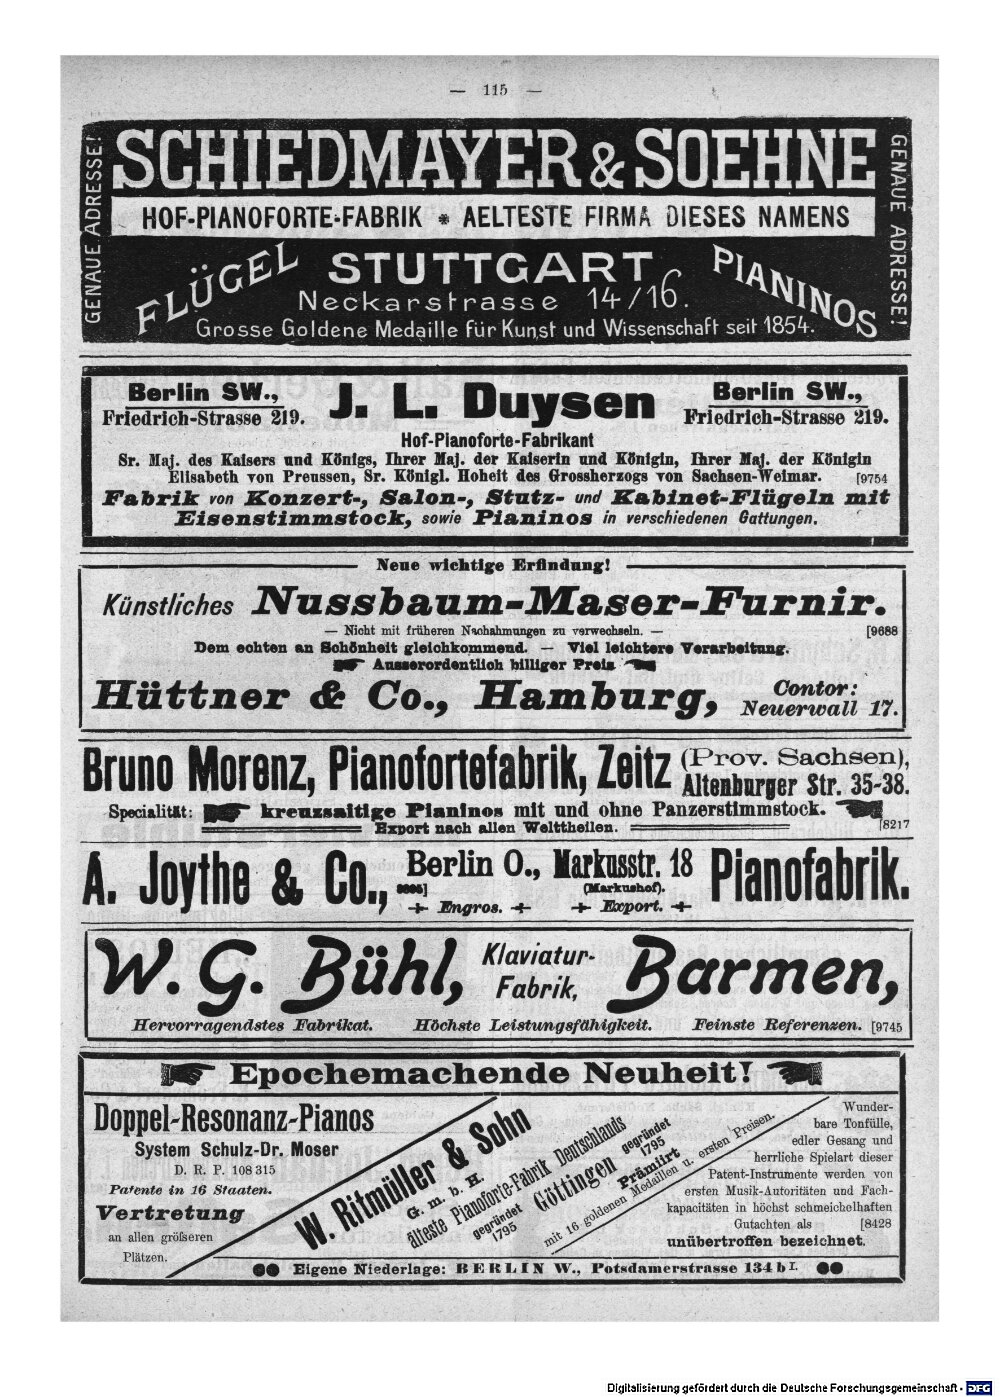 — 115 —
GENAUE ADRESSE!
SCHIEDMAYER & SOEHNE
GENAUE ADRESSE!
HOF-PIANOFORTE-FABRIK * AELTESTE FIRMA DIESES NAMENS
FLÜGEL
STUTTGART
PIANINOS
Neckarstrasse 14/16.
Grosse Goldene Medaille für Kunst und Wissenschaft seit 1854.
Berlin SW.,
Friedrich-Strasse 219.
J. L. Duysen
Berlin SW.,
Friedrich-Strasse 219.
Hof-Pianoforte-Fabrikant
Sr. Maj. des Kaisers und Königs, Ihrer Maj. der Kaiserin und Königin, Ihrer Maj. der Königin
Elisabeth von Preussen, Sr. Königl. Hoheit des Grossherzogs von Sachsen-Weimar. [9754
Fabrik von Konzert-, Salon-, Stutz- und Kabinet-Flügeln mit
Eisenstimmstock, sowie Pianinos in verschiedenen Gattungen.
Neue wichtige Erfindung!
Künstliches Nussbaum-Maser-Furnir.
— Nicht mit früheren Nachahmungen zu verwechseln. — [9688
Dem echten an Schönheit gleichkommend. — Viel leichtere Verarbeitung.
Ausserordentlich billiger Preis
Hüttner & Co., Hamburg,
Contor:
Neuerwall 17.
Bruno Morenz, Pianofortefabrik, Zeitz
(Prov. Sachsen),
Altenburger Str. 35-38.
Specialität: kreuzsaitige Pianinos mit und ohne Panzerstimmstock.
Export nach allen Welttheilen. [8217
A. Joythe & Co.,
Berlin O., Markusstr. 18
(Markushof).
Engros. Export.
Pianofabrik.
W. G. Bühl,
Klaviatur-
Fabrik,
Barmen,
Hervorragendstes Fabrikat. Höchste Leistungsfähigkeit. Feinste Referenzen. [9745
Epochemachende Neuheit!
Doppel-Resonanz-Pianos
System Schulz-Dr. Moser
D. R. P. 108315
Patente in 16 Staaten.
Vertretung
an allen größeren
Plätzen.
W. Ritmüller & Sohn
G. m. b. H.
älteste Pianoforte-Fabrik Deutschlands
gegründet
1795
Göttingen
gegründet
1795
Prämiirt
mit 16 goldenen Medaillen u. ersten Preisen.
Wunder-
bare Tonfülle,
edler Gesang und
herrliche Spielart dieser
Patent-Instrumente werden von
ersten Musik-Autoritäten und Fach-
kapacitäten in höchst schmeichelhaften
Gutachten als [8428
unübertroffen bezeichnet.
Eigene Niederlage: BERLIN W., Potsdamerstrasse 134 b I.
Digitalisierung gefördert durch die Deutsche Forschungsgemeinschaft - DFG